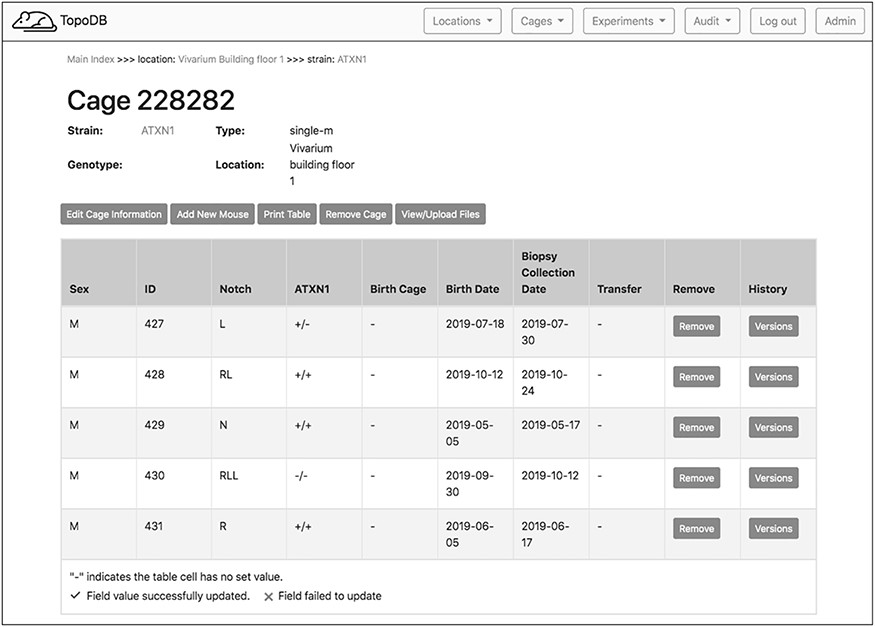 TopoDB Locations Cages Experiments Audit Log out Admin
Main Index >>> location: Vivarium Building floor 1 >>> strain: ATXN1
Cage 228282
Strain: ATXN1 Type: single-m
Genotype: Location: Vivarium
building floor
1
Edit Cage Information Add New Mouse Print Table Remove Cage View/Upload Files
Sex ID Notch ATXN1 Birth Cage Birth Date Biopsy
Collection
Date Transfer Remove History
M 427 L +/- - 2019-07-18 2019-07-
30 - Remove Versions
M 428 RL +/+ - 2019-10-12 2019-10-
24 - Remove Versions
M 429 N +/+ - 2019-05-
05 2019-05-17 - Remove Versions
M 430 RLL -/- - 2019-09-
30 2019-10-12 - Remove Versions
M 431 R +/+ - 2019-06-
05 2019-06-
17 - Remove Versions
"-" indicates the table cell has no set value.
✓ Field value successfully updated. ✕ Field failed to update